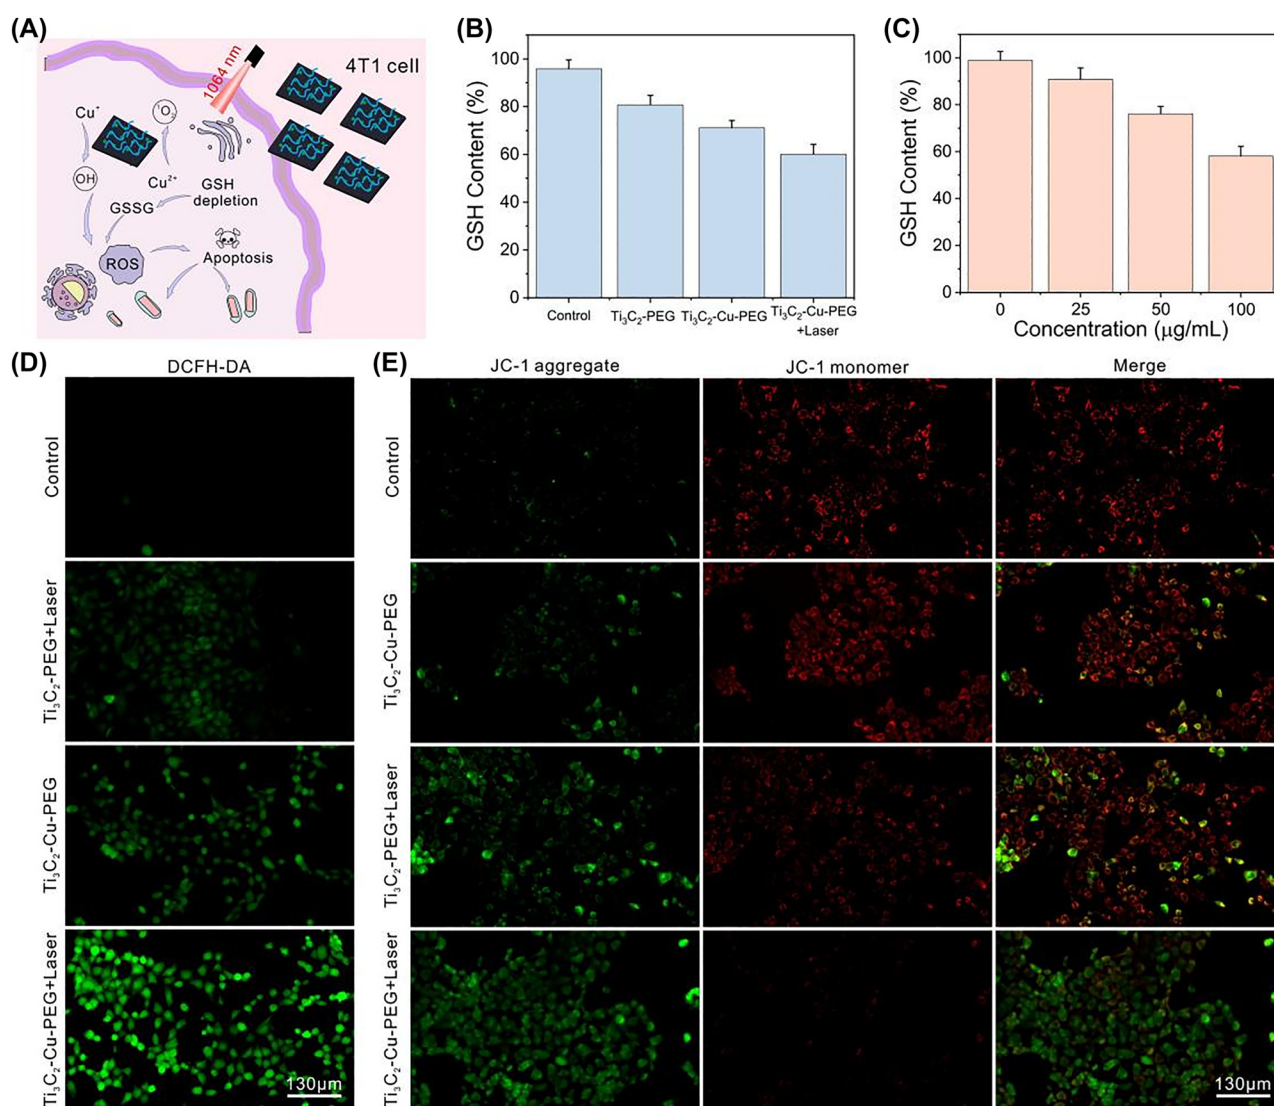 (A)
1064 nm
4T1 cell
Cu⁺
¹O₂
OH
Cu²⁺
GSH
depletion
GSSG
ROS
Apoptosis
(B)
GSH Content (%)
100
80
60
40
20
0
Control
Ti₃C₂-PEG
Ti₃C₂-Cu-PEG
Ti₃C₂-Cu-PEG
+Laser
(C)
GSH Content (%)
100
80
60
40
20
0
0
25
50
100
Concentration (μg/mL)
(D)
DCFH-DA
Control
Ti₃C₂-PEG+Laser
Ti₃C₂-Cu-PEG
Ti₃C₂-Cu-PEG+Laser
130μm
(E)
JC-1 aggregate
JC-1 monomer
Merge
Control
Ti₃C₂-Cu-PEG
Ti₃C₂-PEG+Laser
Ti₃C₂-Cu-PEG+Laser
130μm